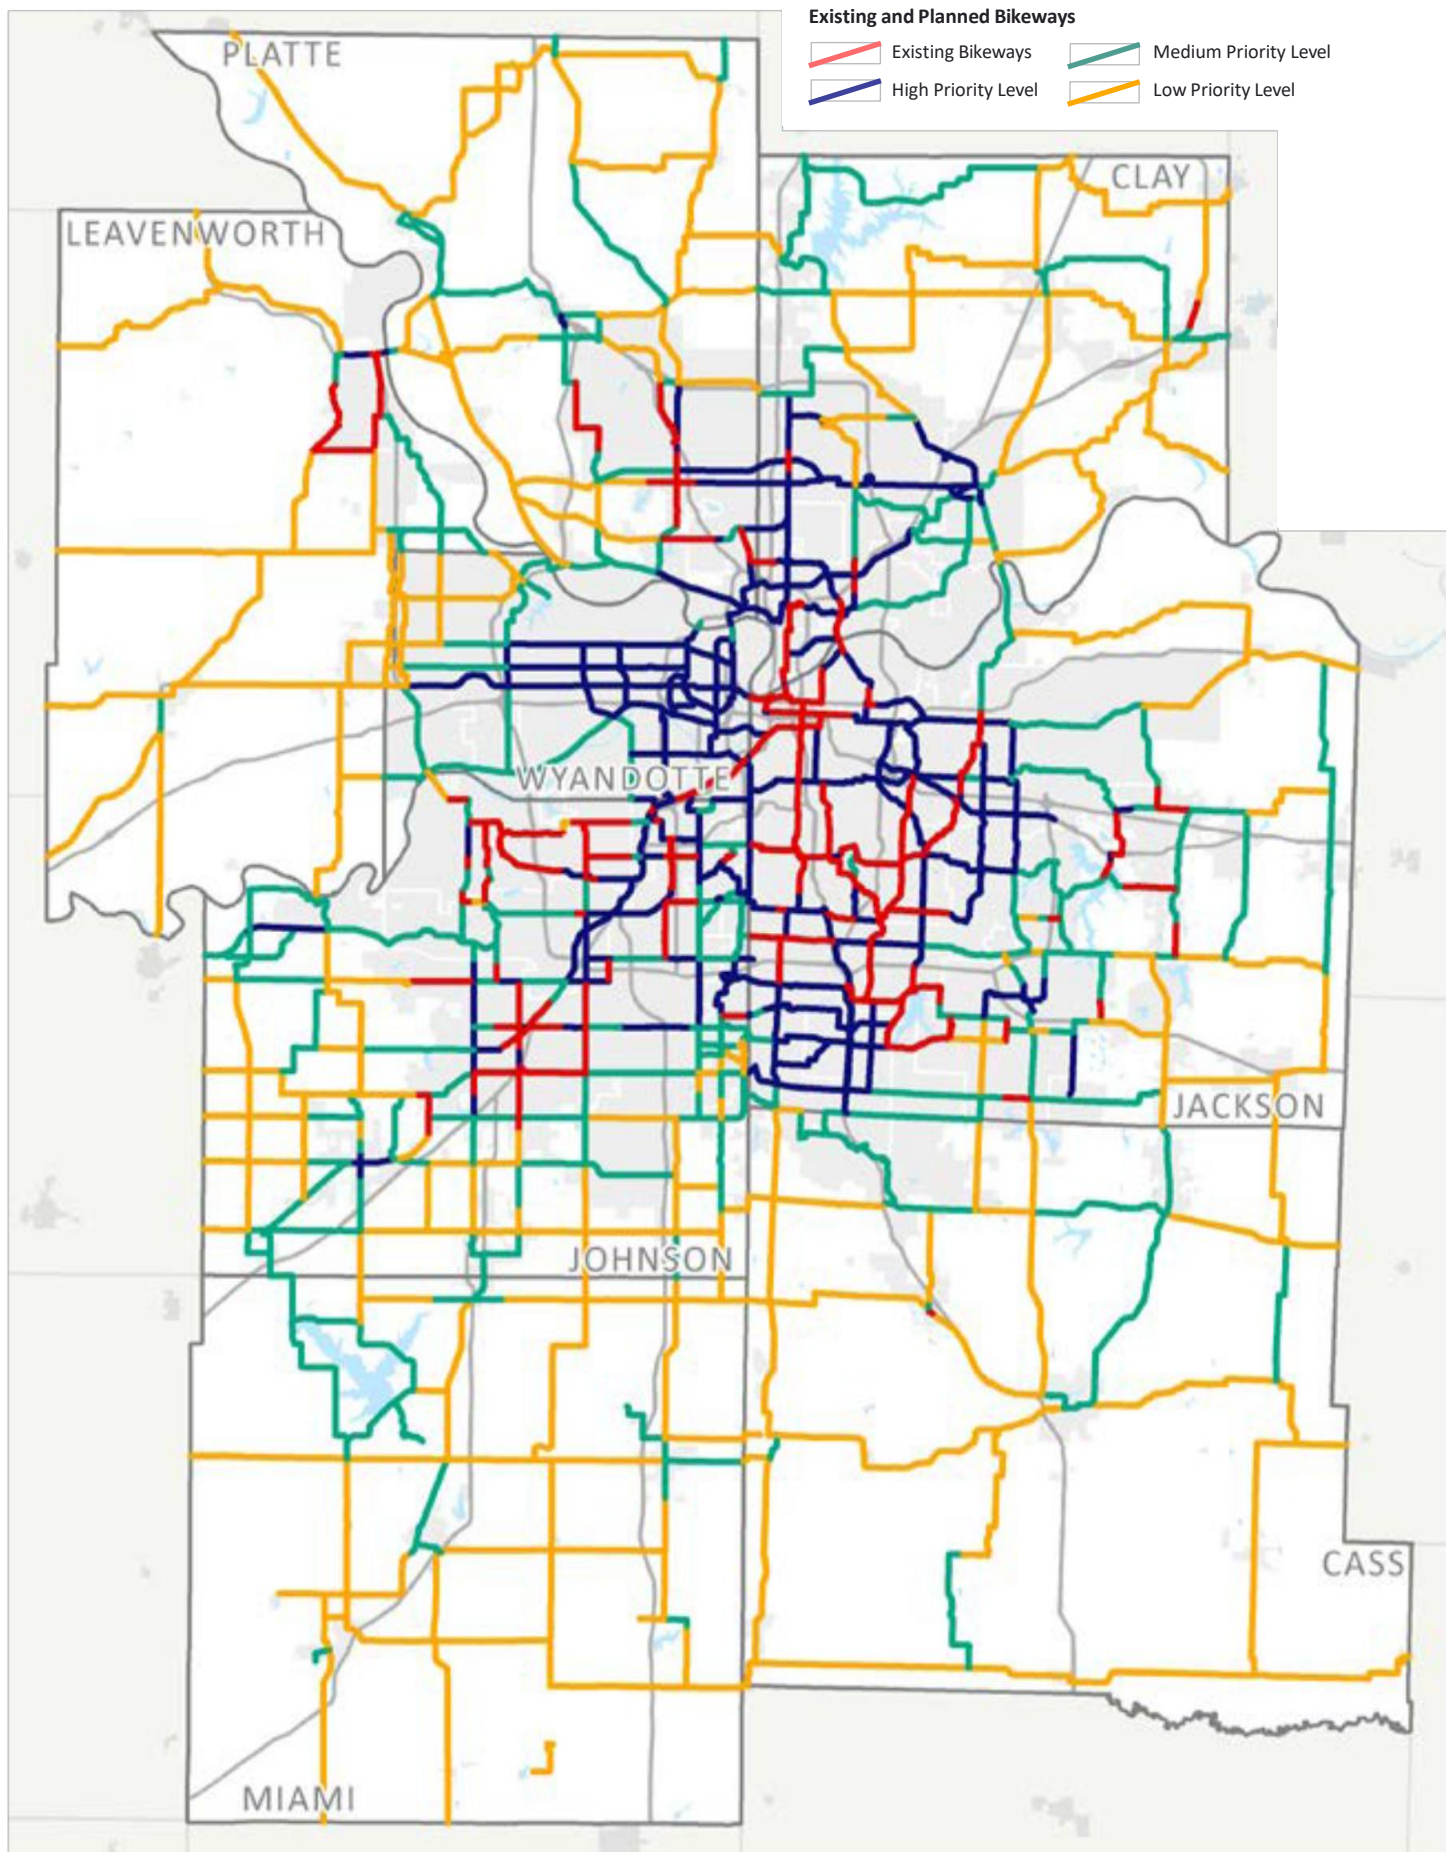 Existing and Planned Bikeways
Existing Bikeways
Medium Priority Level
High Priority Level
Low Priority Level
PLATTE
CLAY
LEAVENWORTH
WYANDOTTE
JACKSON
JOHNSON
CASS
MIAMI